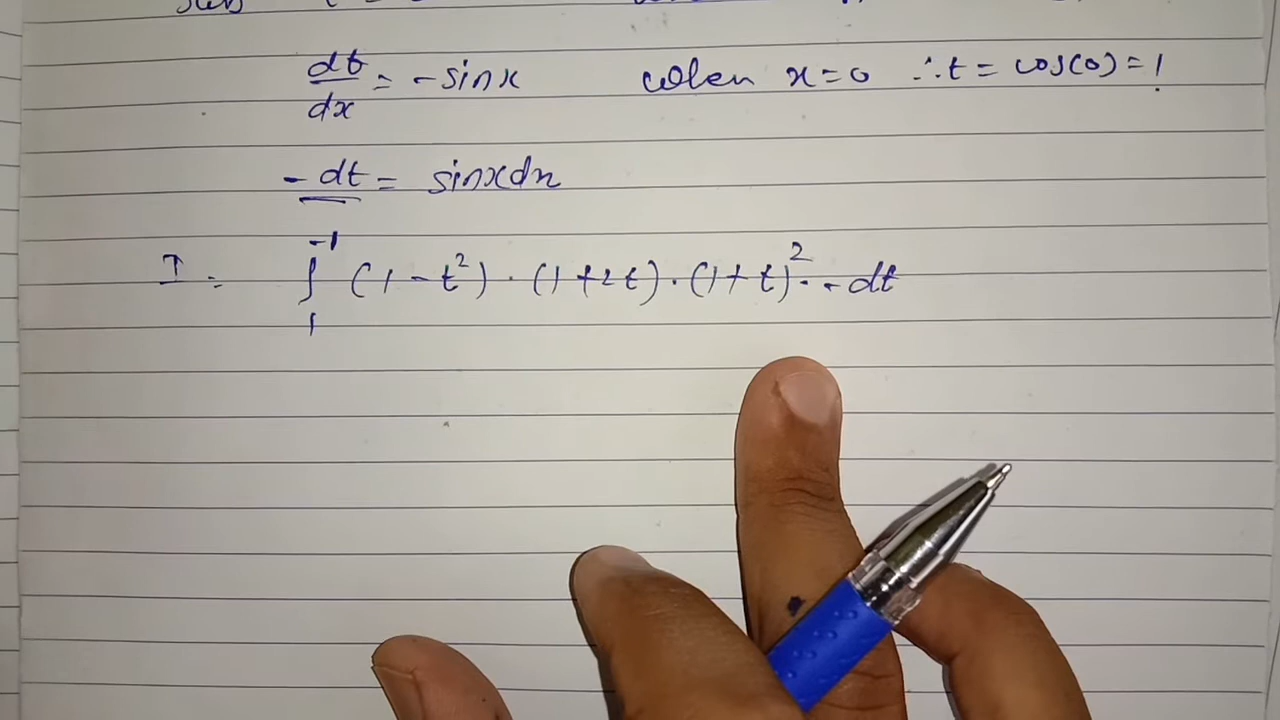 dt/dx = -sinx when x=0 ∴t = cos(0)=1
- dt = sinxdx
I = ∫₁⁻¹ (1-t²)·(1+2t)·(1+t)²·-dt